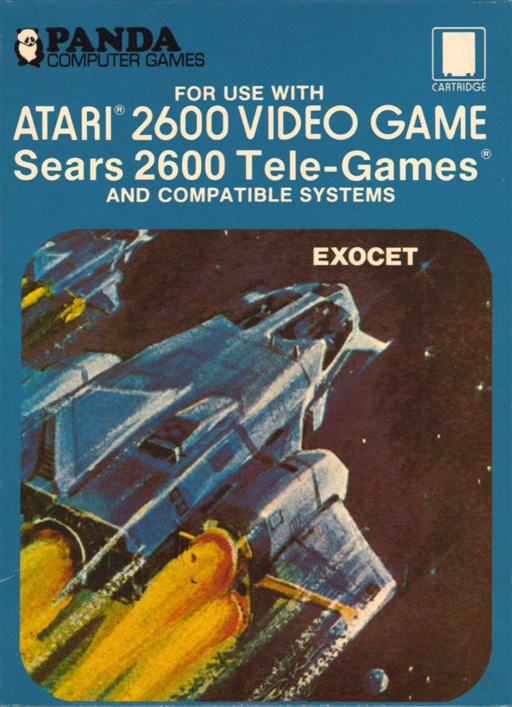 PANDA
COMPUTER GAMES
CARTRIDGE
FOR USE WITH
ATARI® 2600 VIDEO GAME
Sears 2600 Tele-Games®
AND COMPATIBLE SYSTEMS
EXOCET